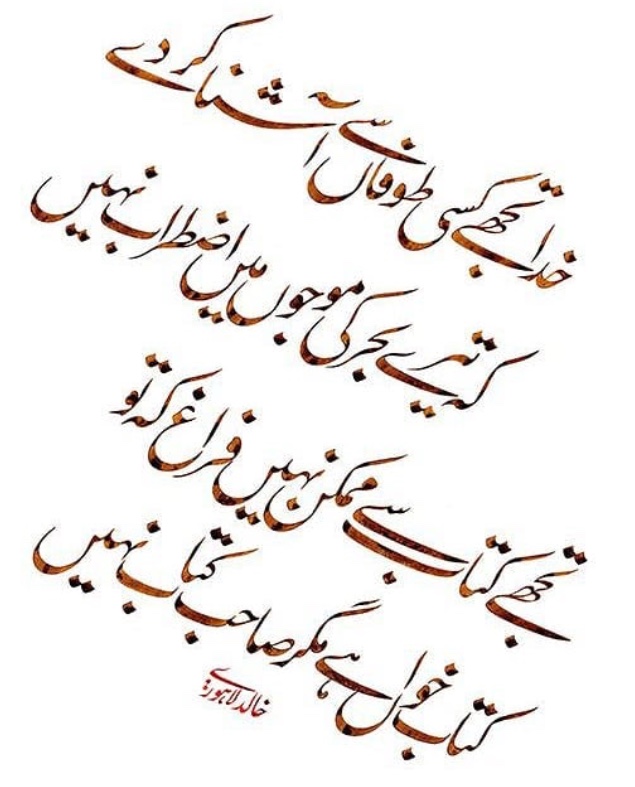 خدا تجھے کسی طوفاں سے آشنا کر دے
کہ تیرے بحر کی موجوں میں اضطراب نہیں
تجھے کتاب سے ممکن نہیں فراغ کہ تو
کتاب خواں ہے مگر صاحب کتاب نہیں
خالد لاہوری